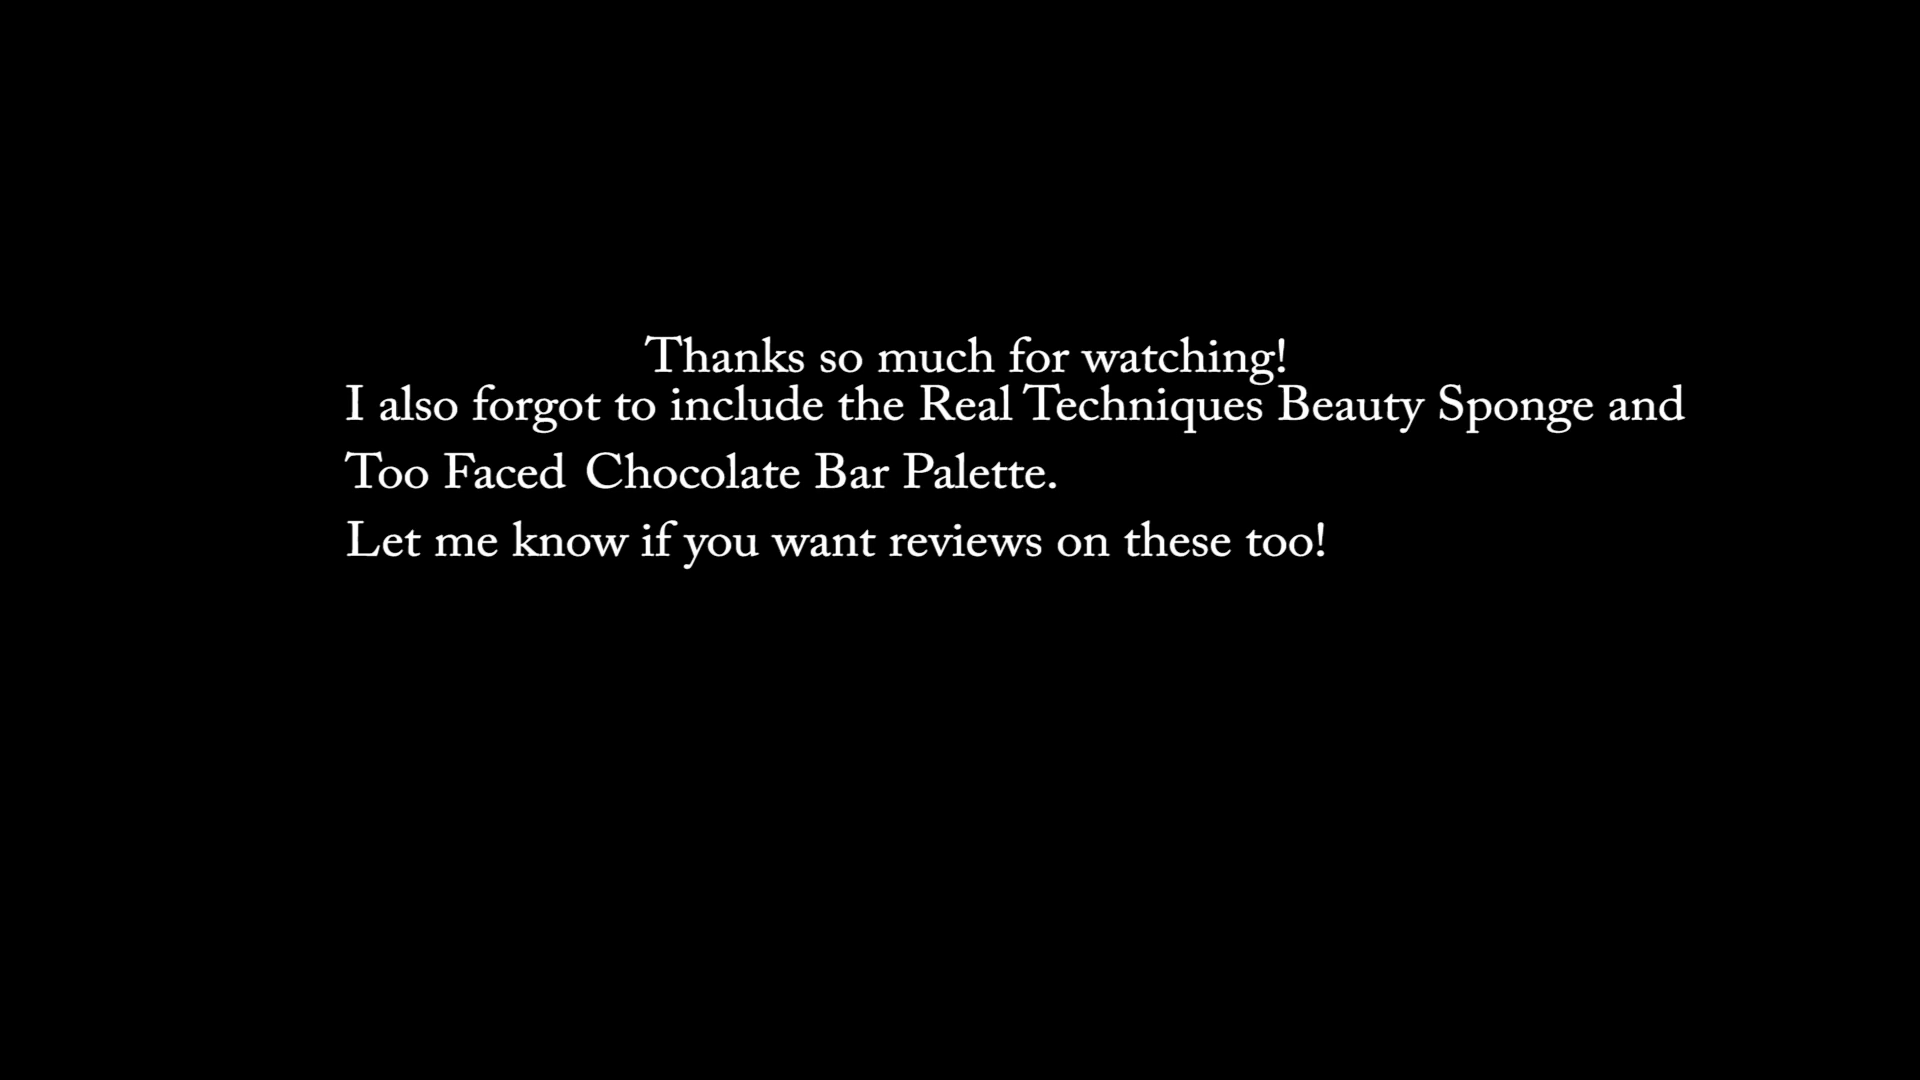 Thanks so much for watching!
I also forgot to include the Real Techniques Beauty Sponge and
Too Faced Chocolate Bar Palette.
Let me know if you want reviews on these too!